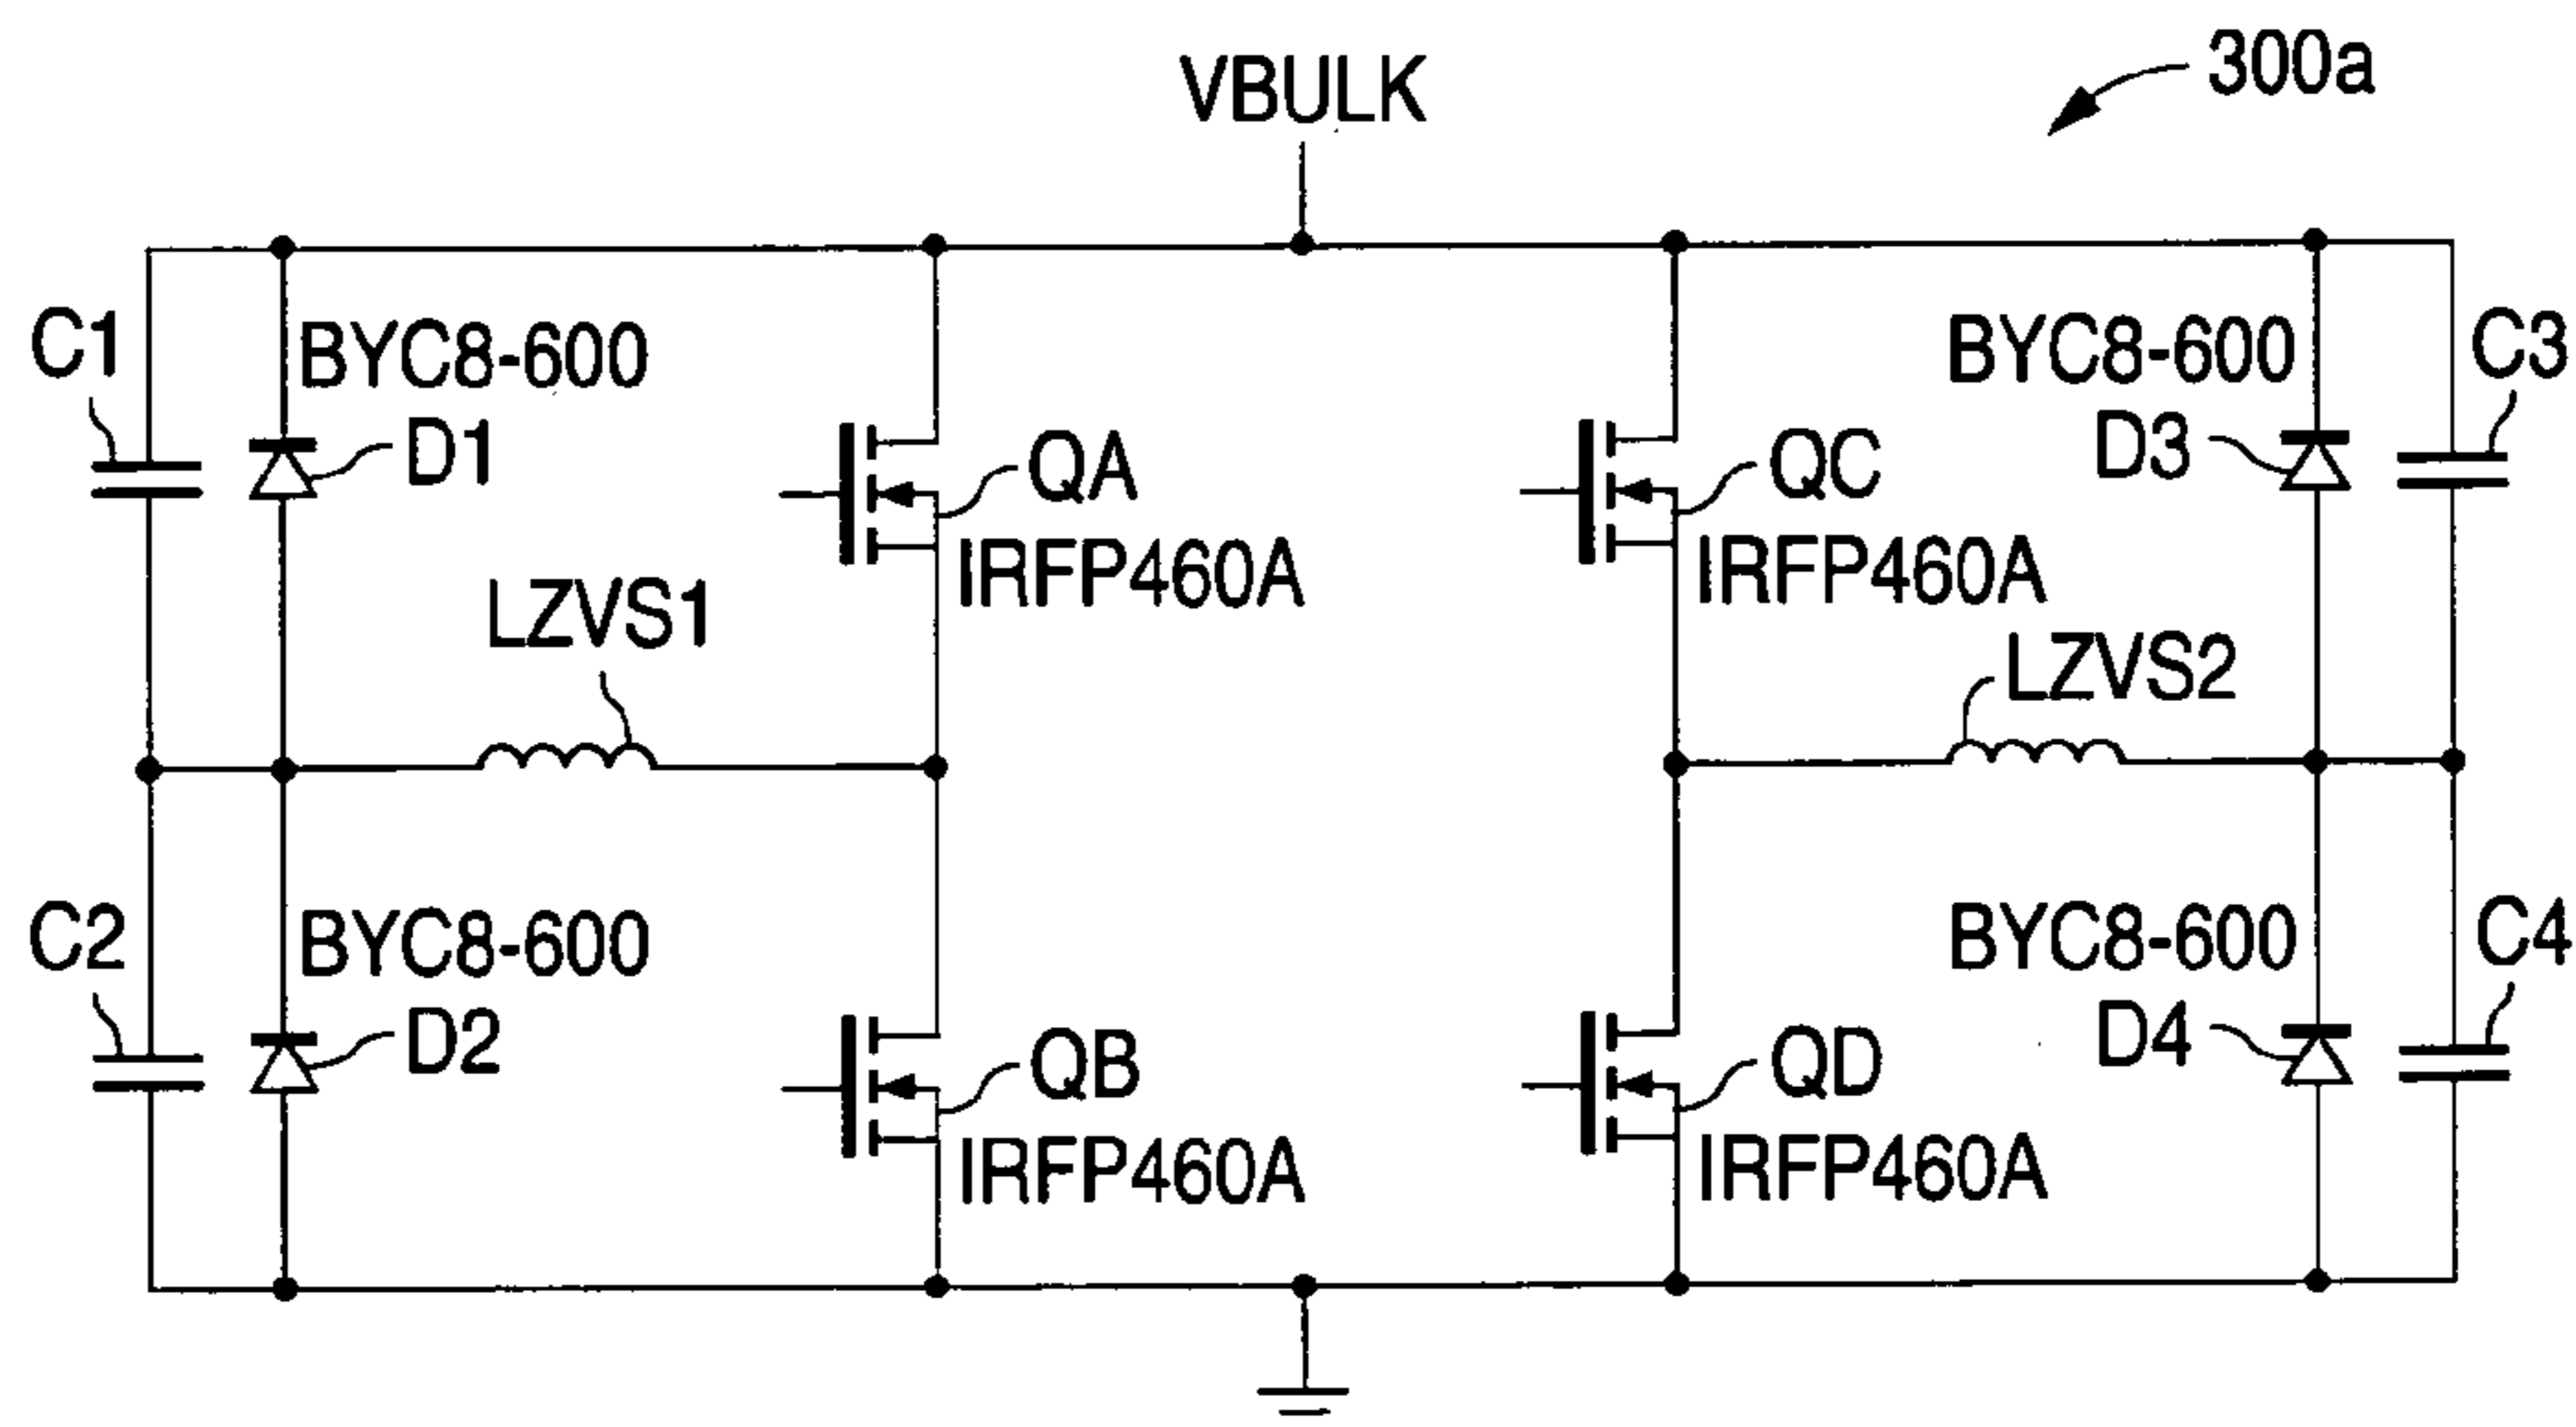 300a
VBULK
C1
BYC8-600
D1
QA
IRFP460A
QC
IRFP460A
BYC8-600
D3
C3
LZVS1
LZVS2
C2
BYC8-600
D2
QB
IRFP460A
QD
IRFP460A
BYC8-600
D4
C4